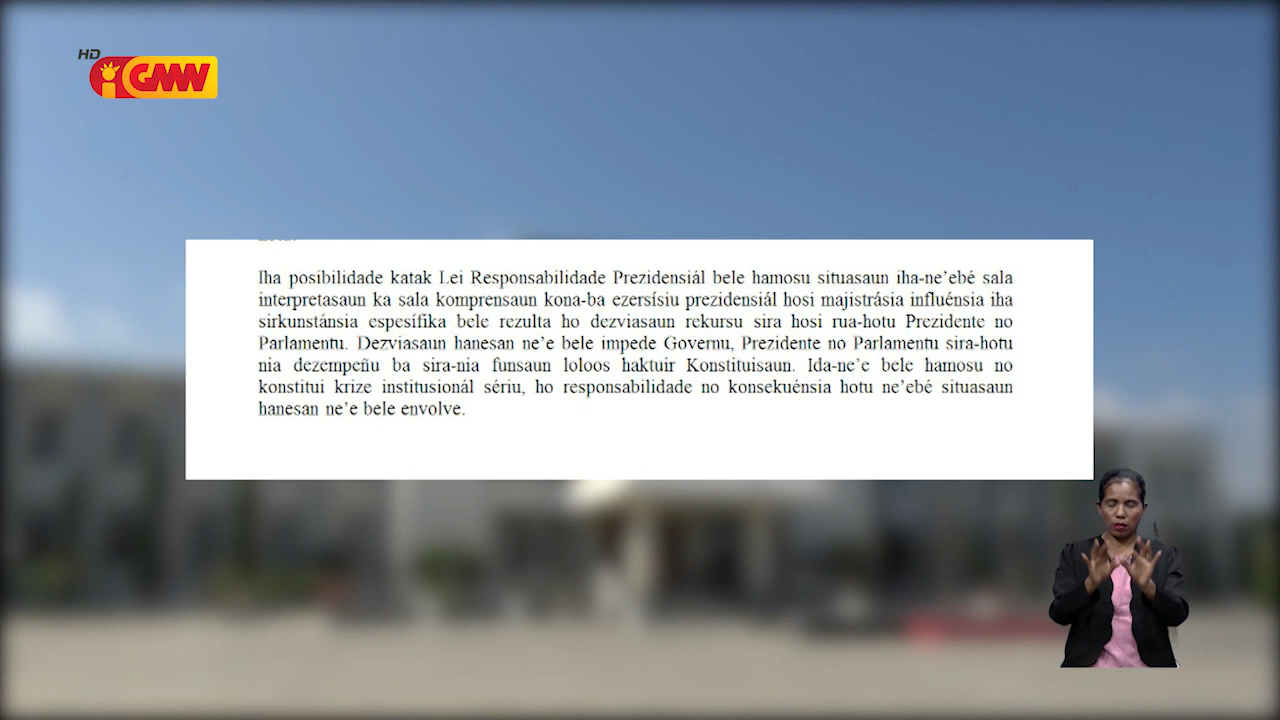 HD
GMN
Iha posibilidade katak Lei Responsabilidade Prezidensiál bele hamosu situasaun iha-ne’ebé sala
interpretasaun ka sala komprensaun kona-ba ezersísiu prezidensiál hosi majistrásia influénsia iha
sirkunstánsia espesífika bele rezulta ho dezviasaun rekursu sira hosi rua-hotu Prezidente no
Parlamentu. Dezviasaun hanesan ne’e bele impede Governu, Prezidente no Parlamentu sira-hotu
nia dezempeñu ba sira-nia funsaun loloos haktuir Konstituisaun. Ida-ne’e bele hamosu no
konstitui krize institusionál sériu, ho responsabilidade no konsekuénsia hotu ne’ebé situasaun
hanesan ne’e bele envolve.